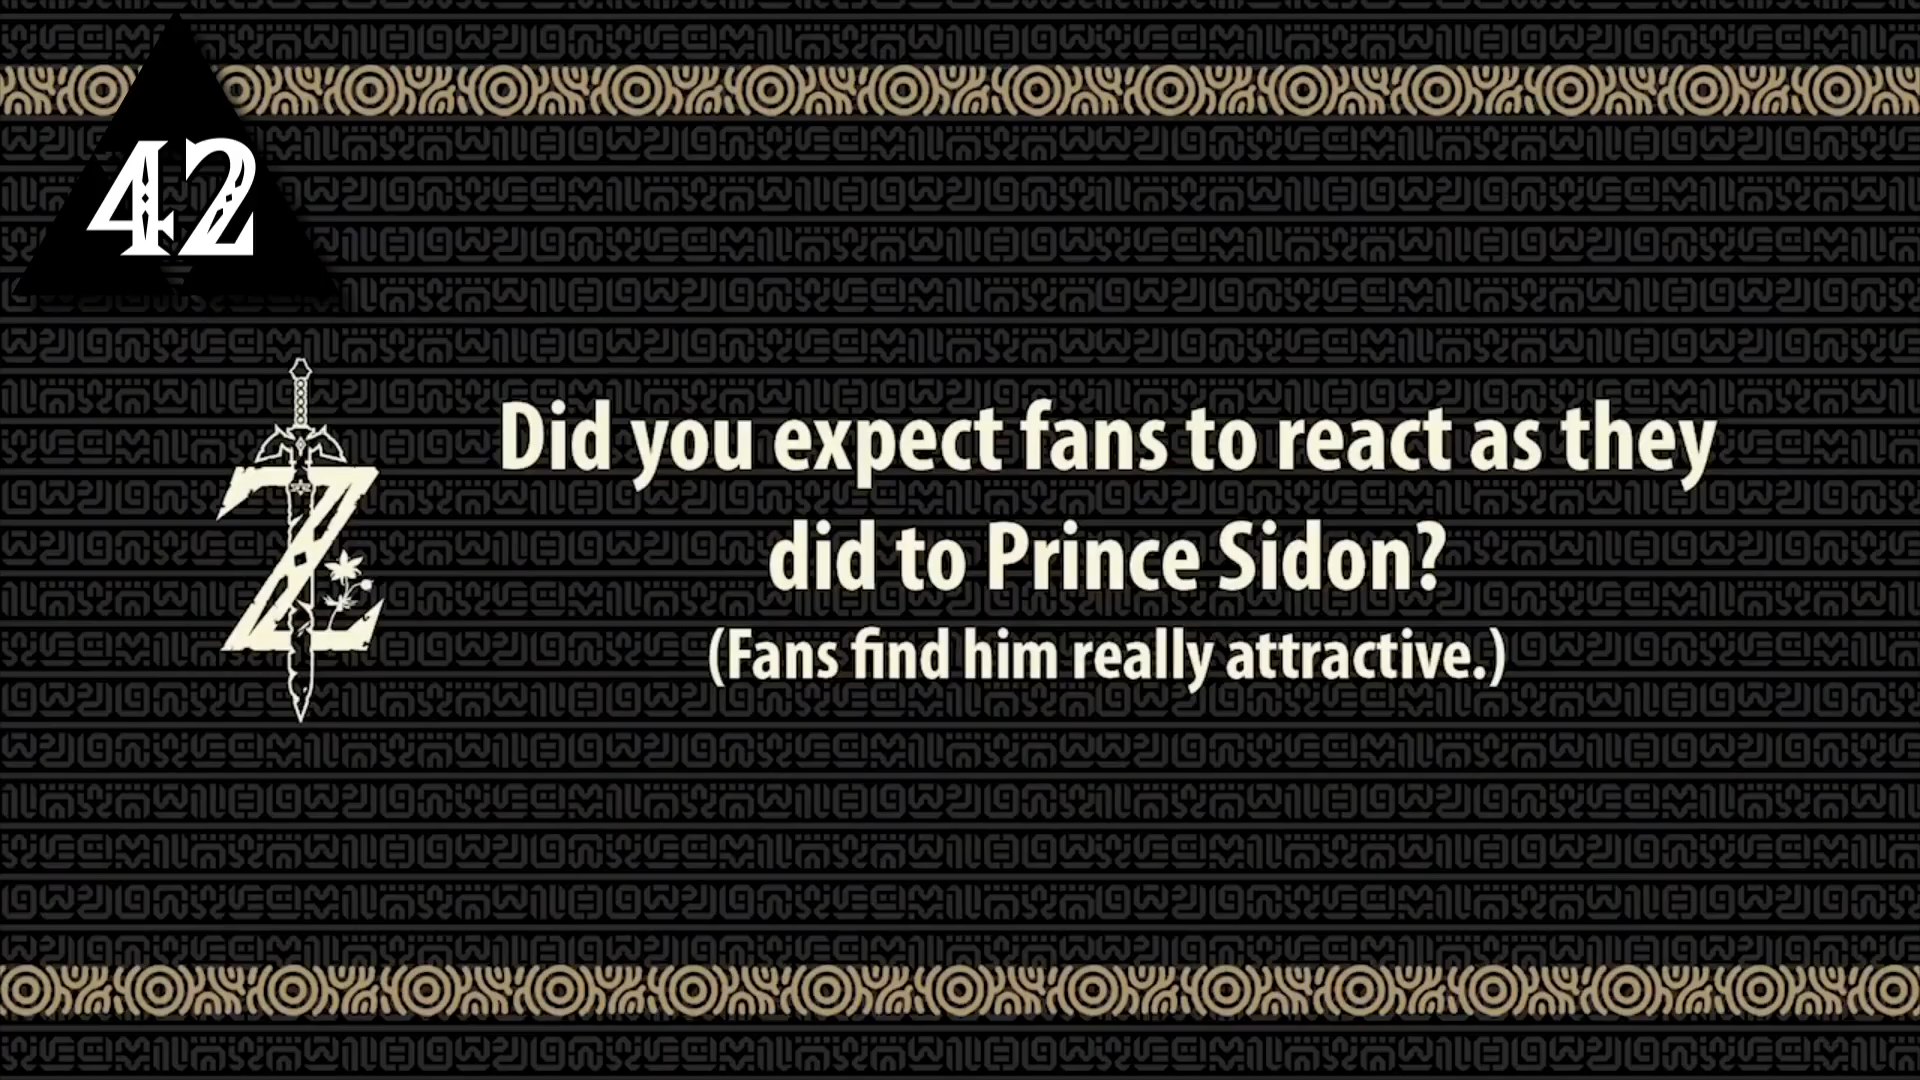 42
Did you expect fans to react as they
did to Prince Sidon?
(Fans find him really attractive.)
Z